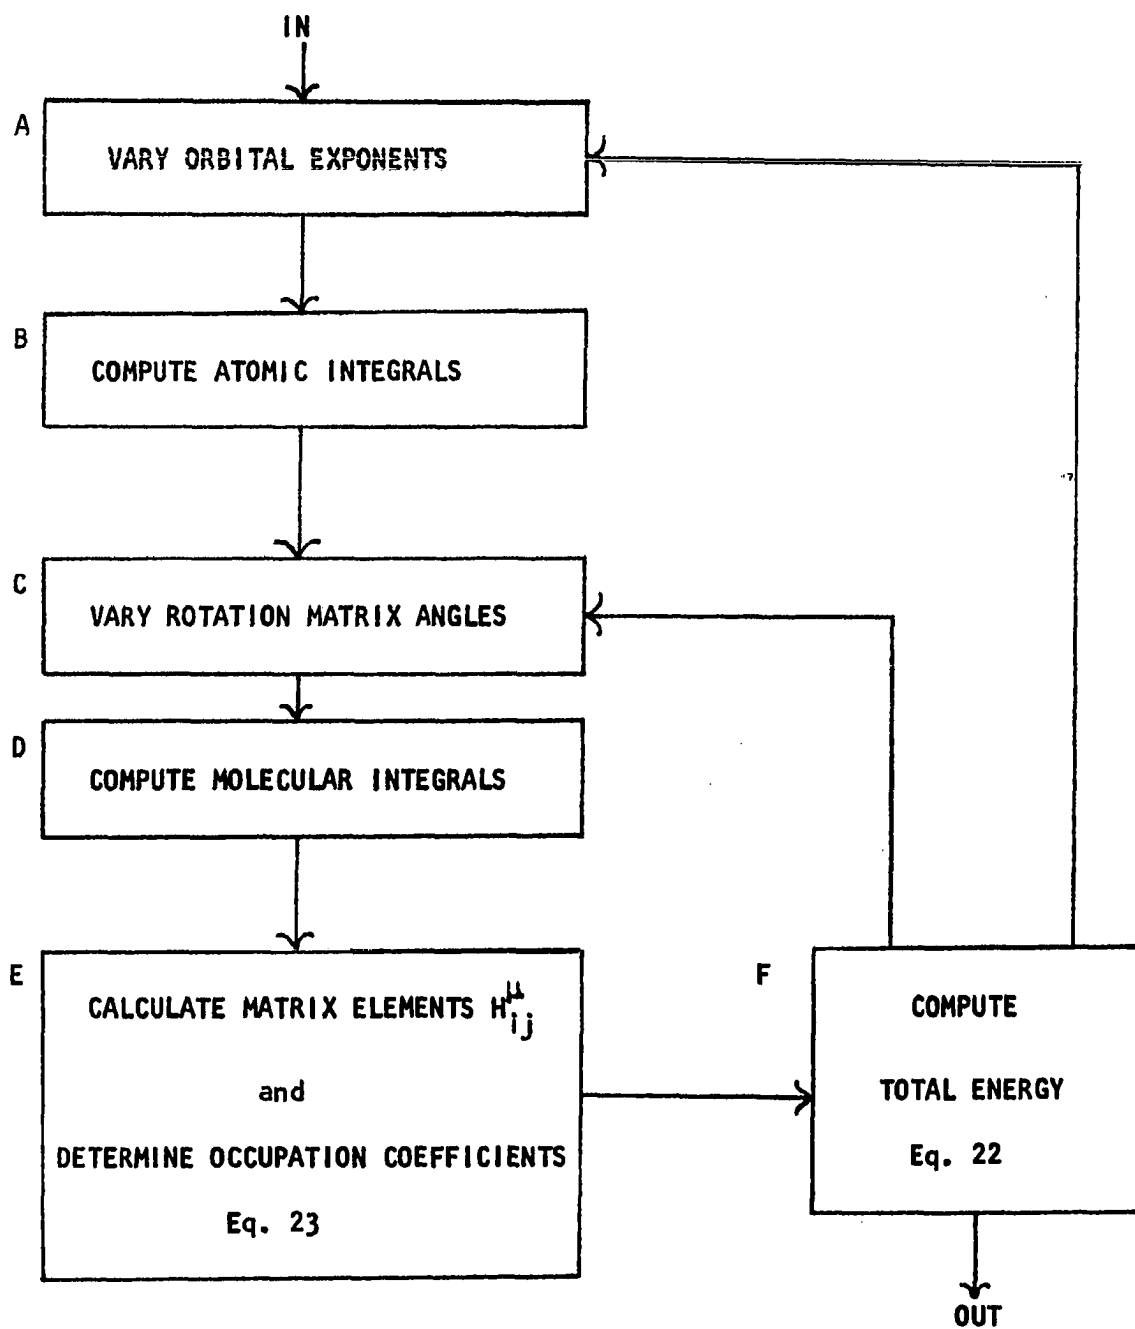 IN
A
VARY ORBITAL EXPONENTS
B
COMPUTE ATOMIC INTEGRALS
C
VARY ROTATION MATRIX ANGLES
D
COMPUTE MOLECULAR INTEGRALS
E
CALCULATE MATRIX ELEMENTS H^μ_ij
and
DETERMINE OCCUPATION COEFFICIENTS
Eq. 23
F
COMPUTE
TOTAL ENERGY
Eq. 22
OUT